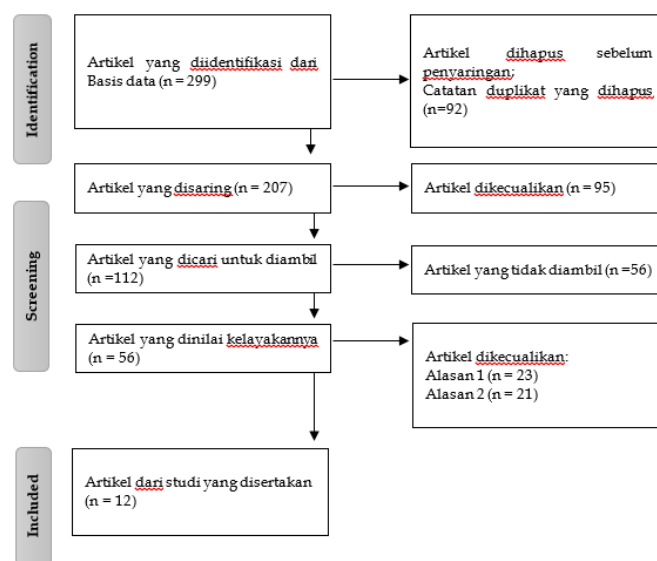 Identification
Artikel yang diidentifikasi dari
Basis data (n = 299)
Artikel dihapus sebelum
penyaringan;
Catatan duplikat yang dihapus
(n=92)
Screening
Artikel yang disaring (n = 207)
Artikel dikecualikan (n = 95)
Artikel yang dicari untuk diambil
(n =112)
Artikel yang tidak diambil (n =56)
Artikel yang dinilai kelayakannya
(n = 56)
Artikel dikecualikan:
Alasan 1 (n = 23)
Alasan 2 (n = 21)
Included
Artikel dari studi yang disertakan
(n = 12)